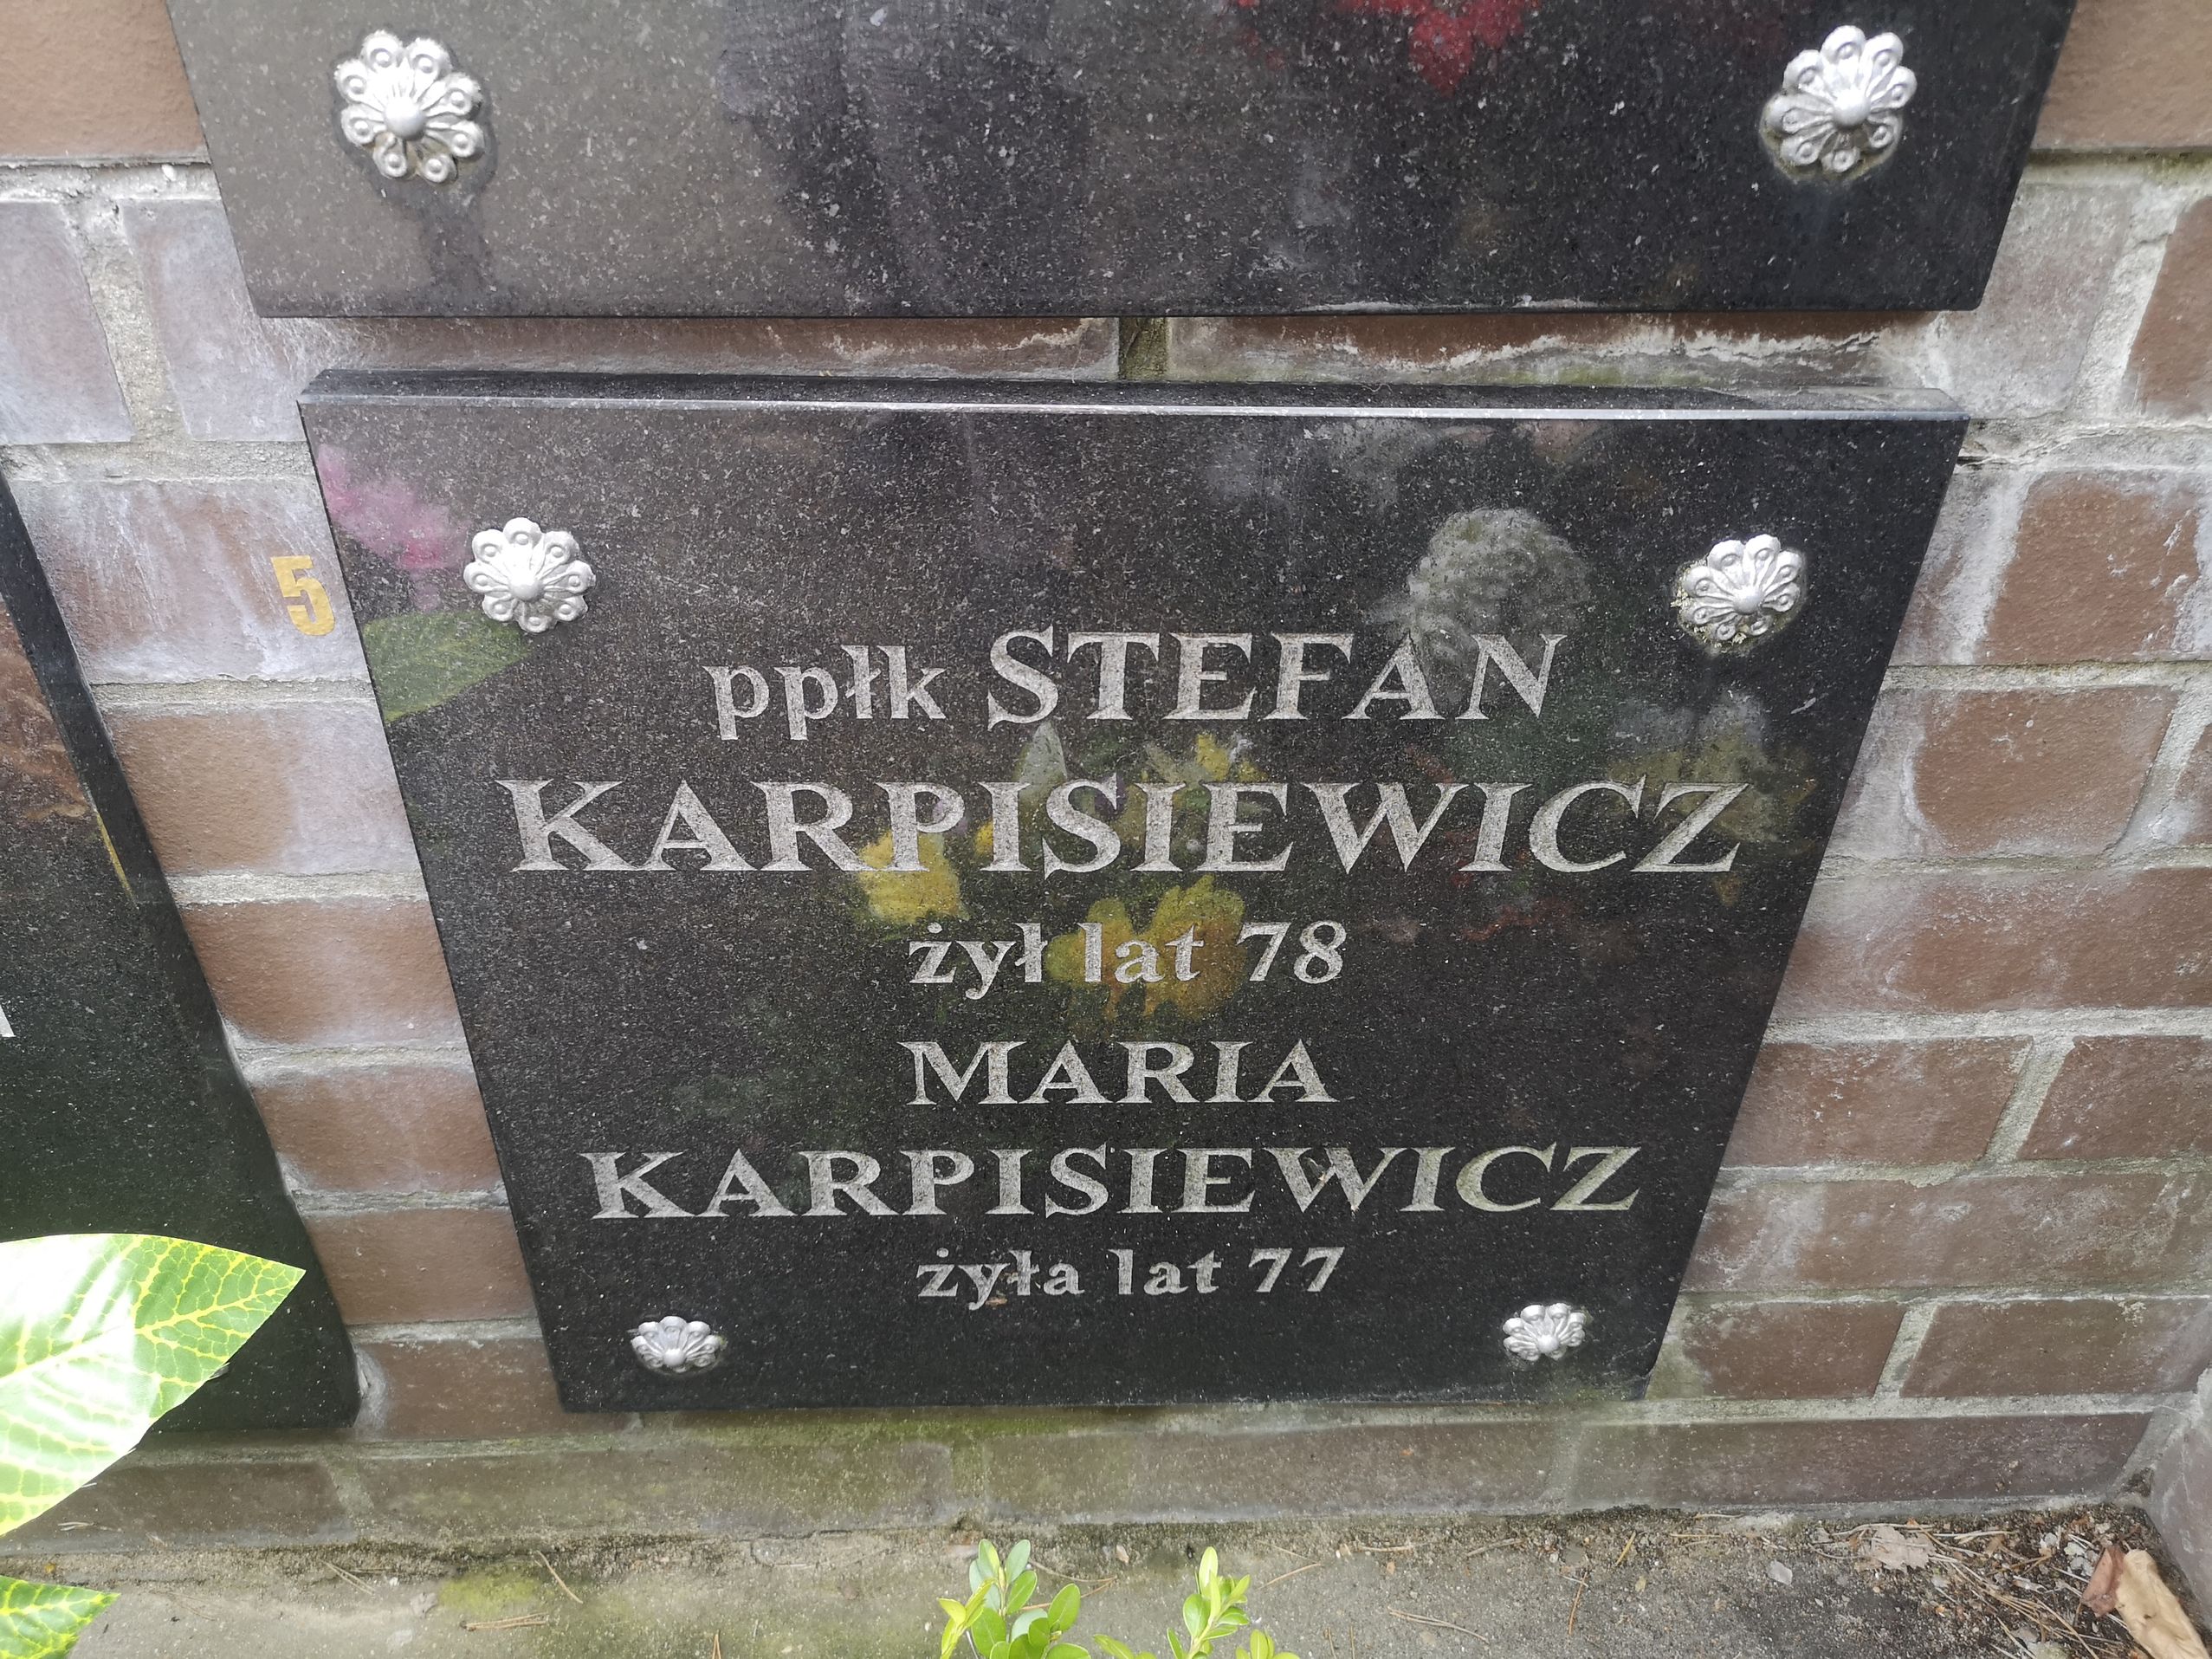 5
ppłk STEFAN
KARPISIEWICZ
żył lat 78
MARIA
KARPISIEWICZ
żyła lat 77